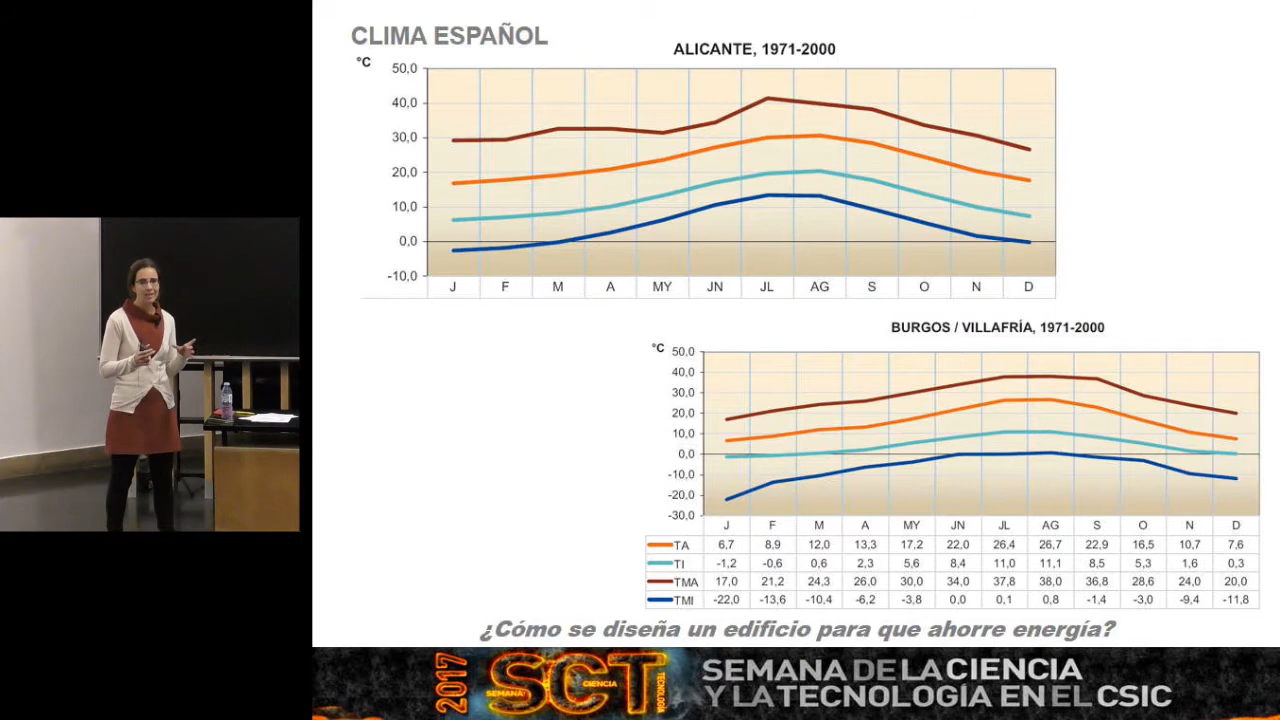 CLIMA ESPAÑOL
ALICANTE, 1971-2000
°C
50,0
40,0
30,0
20,0
10,0
0,0
-10,0
J F M A MY JN JL AG S O N D
BURGOS / VILLAFRÍA, 1971-2000
°C
50,0
40,0
30,0
20,0
10,0
0,0
-10,0
-20,0
-30,0
J F M A MY JN JL AG S O N D
TA 6,7 8,9 12,0 13,3 17,2 22,0 26,4 26,7 22,9 16,5 10,7 7,6
TI -1,2 -0,6 0,6 2,3 5,6 8,4 11,0 11,1 8,5 5,3 1,6 0,3
TMA 17,0 21,2 24,3 26,0 30,0 34,0 37,8 38,0 36,8 28,6 24,0 20,0
TMI -22,0 -13,6 -10,4 -6,2 -3,8 0,0 0,1 0,8 -1,4 -3,0 -9,4 -11,8
¿Cómo se diseña un edificio para que ahorre energía?
2017
SCT
SEMANA CIENCIA TECNOLOGÍA
SEMANA DE LA CIENCIA
Y LA TECNOLOGÍA EN EL CSIC